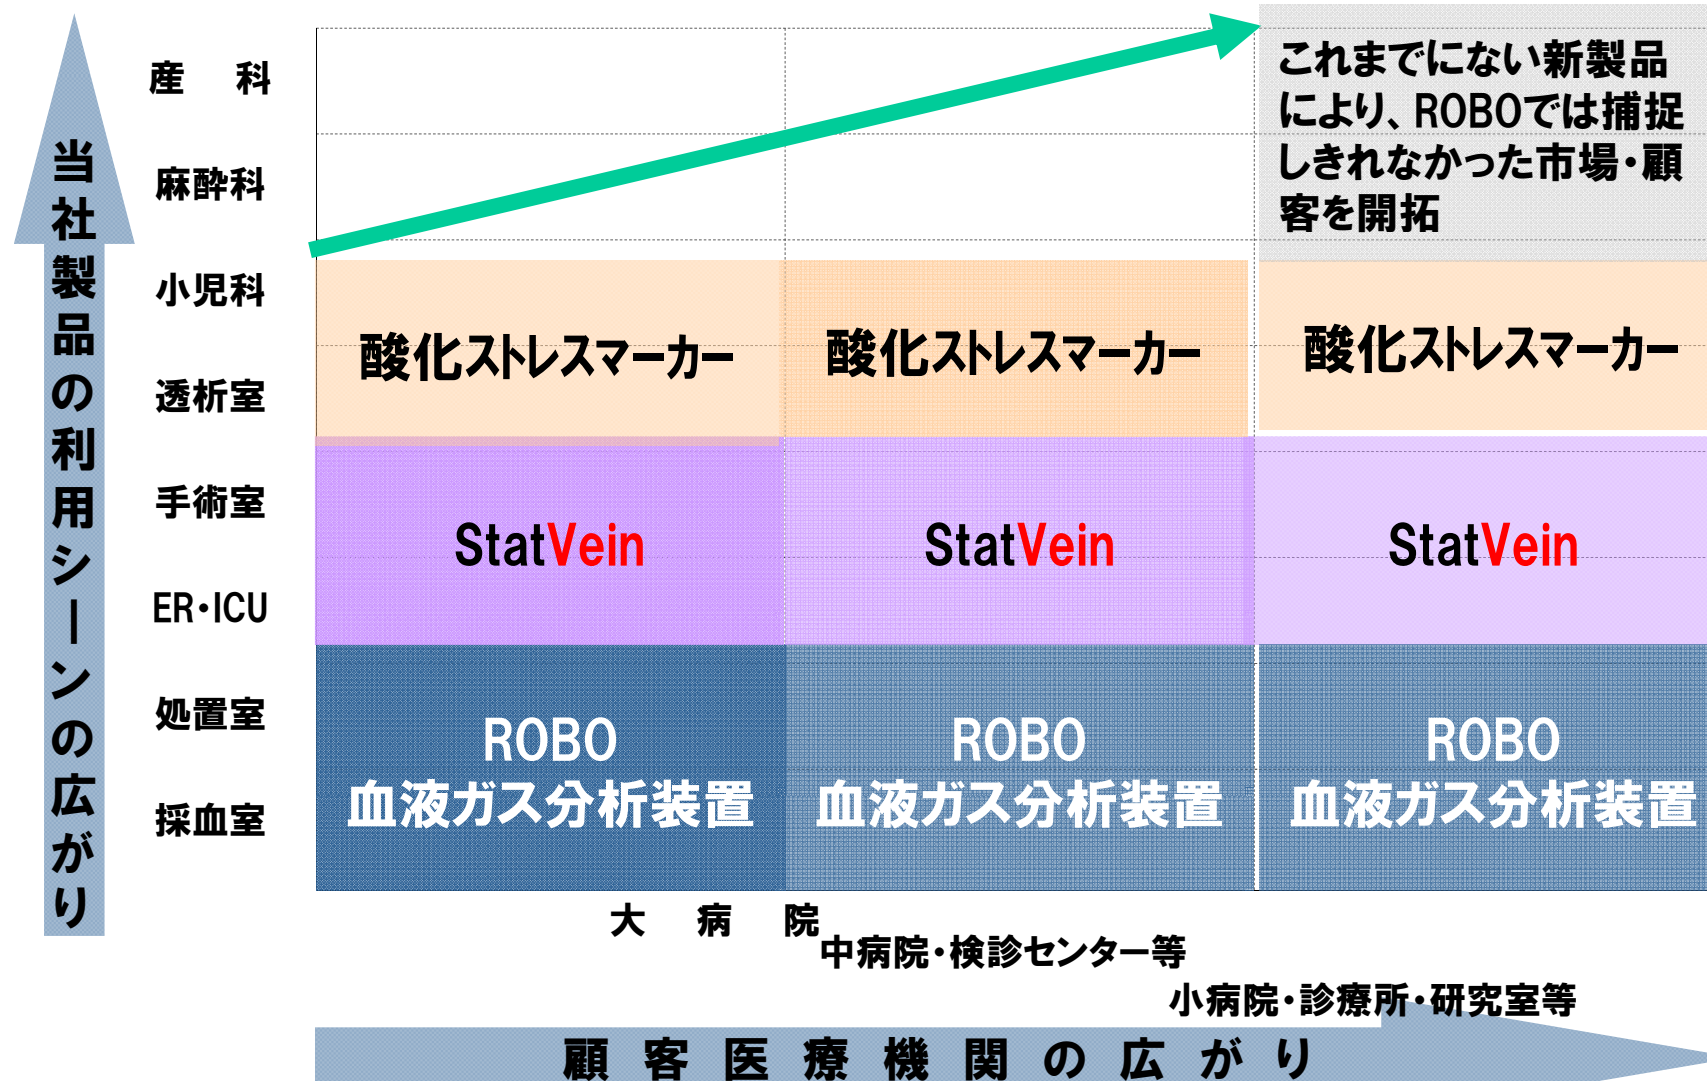 当社製品の利用シーンの広がり
産　科
麻酔科
小児科
透析室
手術室
ER・ICU
処置室
採血室
これまでにない新製品
により、ROBOでは捕捉
しきれなかった市場・顧
客を開拓
酸化ストレスマーカー
酸化ストレスマーカー
酸化ストレスマーカー
StatVein
StatVein
StatVein
ROBO
血液ガス分析装置
ROBO
血液ガス分析装置
ROBO
血液ガス分析装置
大　病　院
中病院・検診センター等
小病院・診療所・研究室等
顧客医療機関の広がり